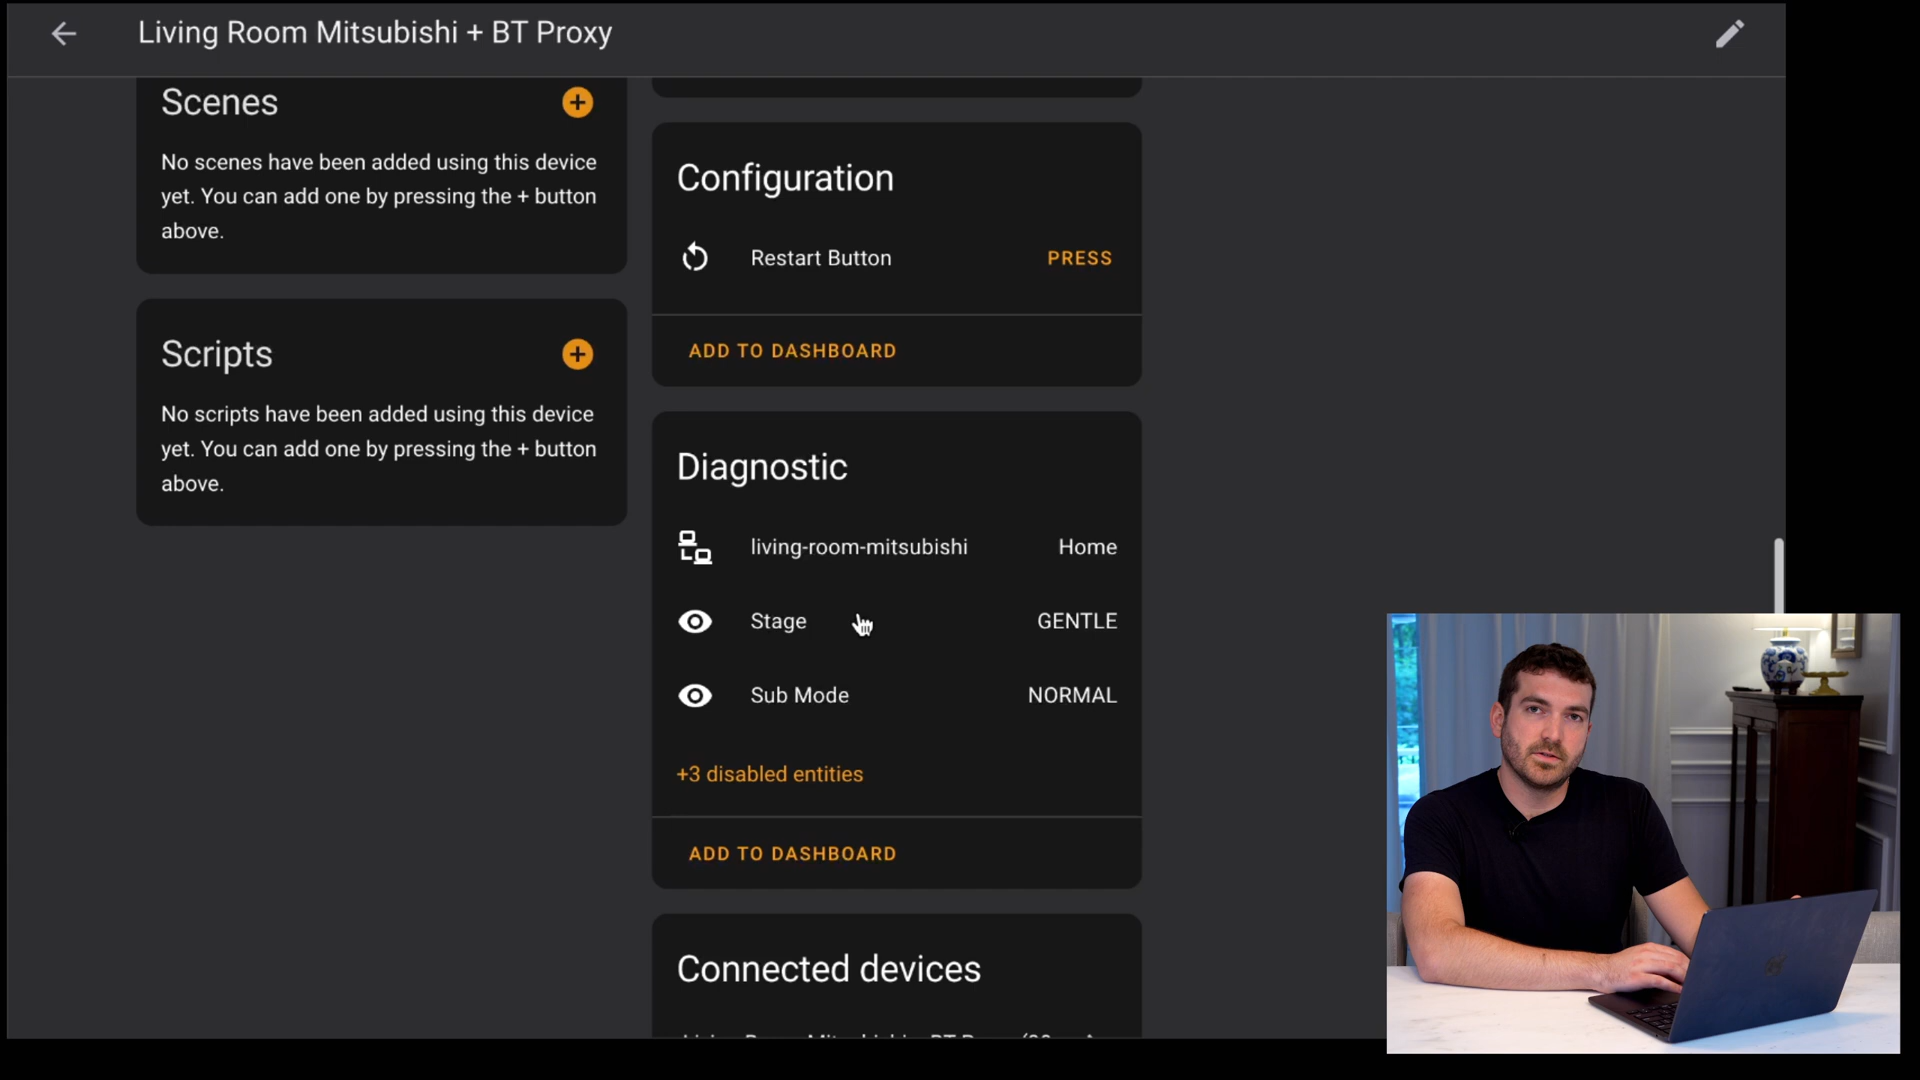 Living Room Mitsubishi + BT Proxy
Scenes
No scenes have been added using this device
yet. You can add one by pressing the + button
above.
Scripts
No scripts have been added using this device
yet. You can add one by pressing the + button
above.
Configuration
Restart Button PRESS
ADD TO DASHBOARD
Diagnostic
living-room-mitsubishi Home
Stage GENTLE
Sub Mode NORMAL
+3 disabled entities
ADD TO DASHBOARD
Connected devices